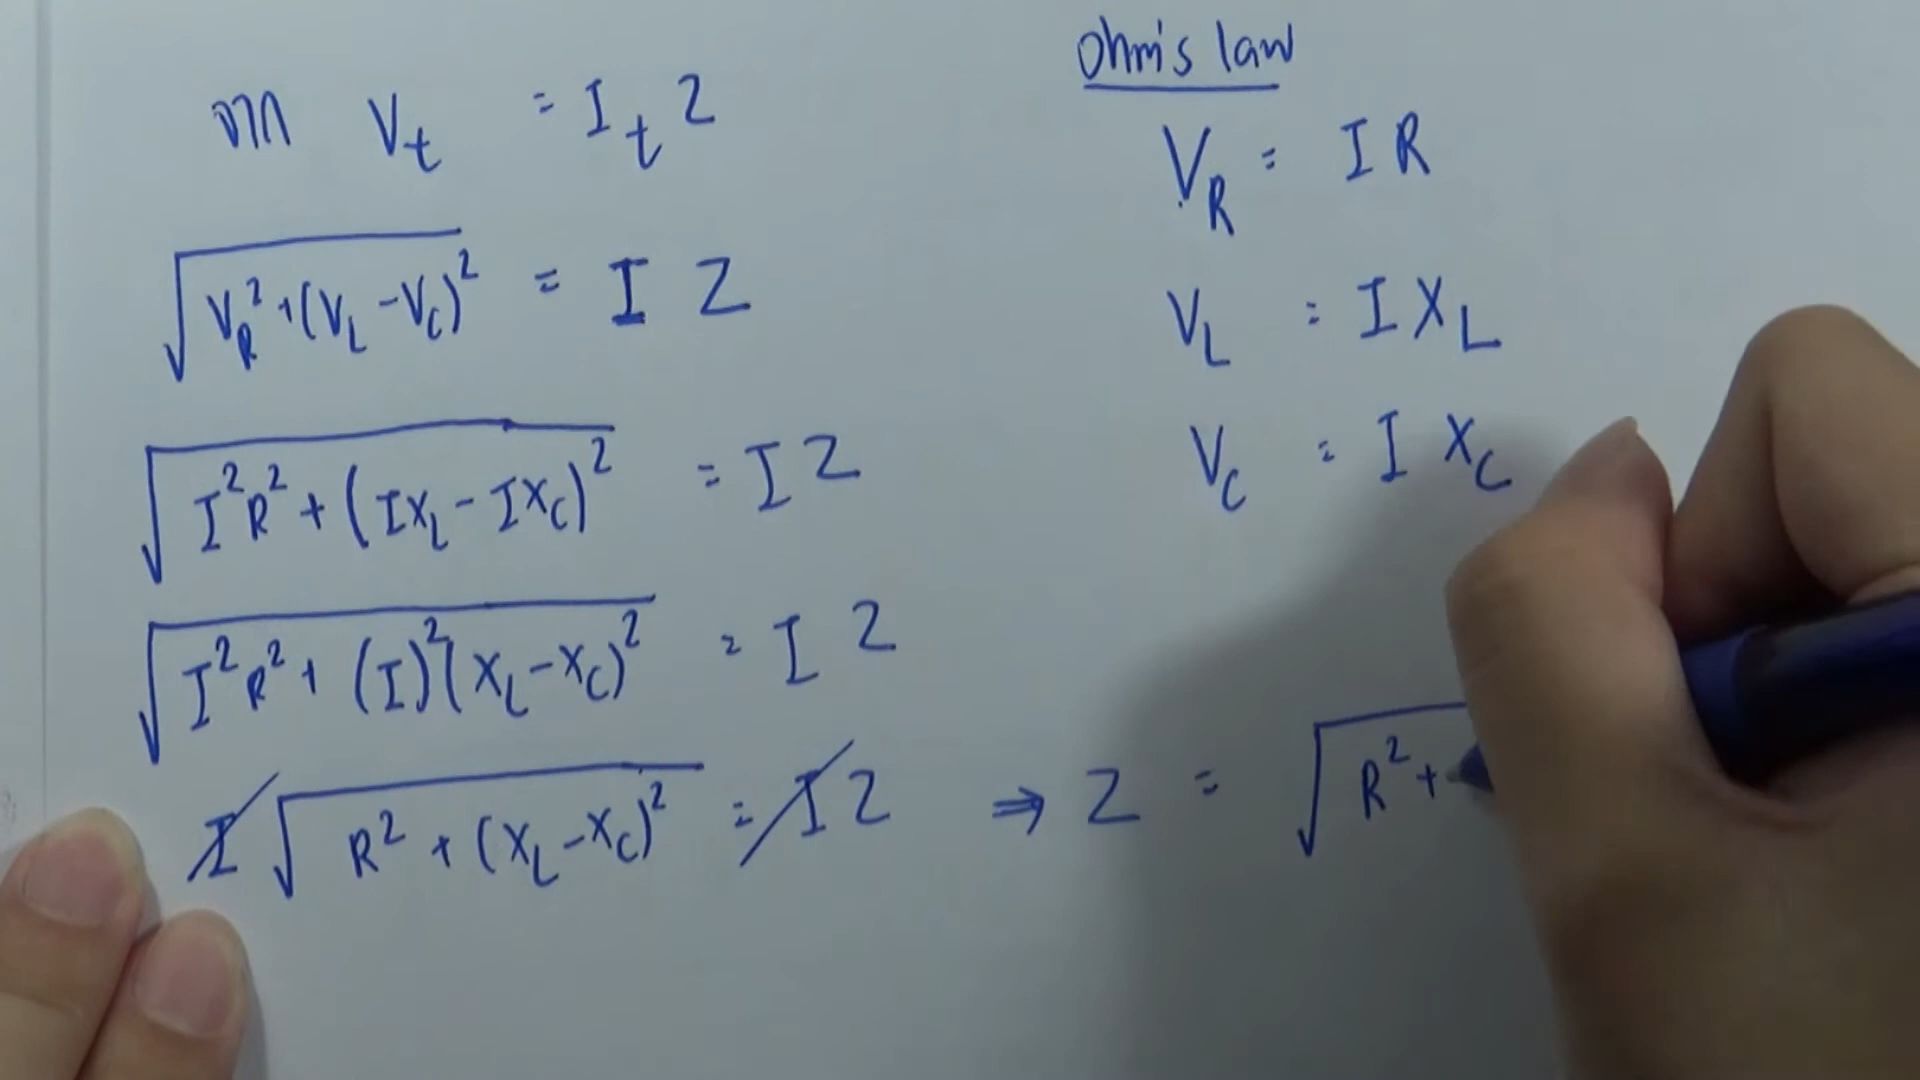 จาก V_t = I_t Z
√(V_R² + (V_L - V_C)²) = I Z
√(I²R² + (IX_L - IX_C)²) = I Z
√(I²R² + (I)²(X_L - X_C)²) = I Z
I √(R² + (X_L - X_C)²) = I Z ⇒ Z = √(R² +
Ohm's law
V_R = I R
V_L = I X_L
V_C = I X_C